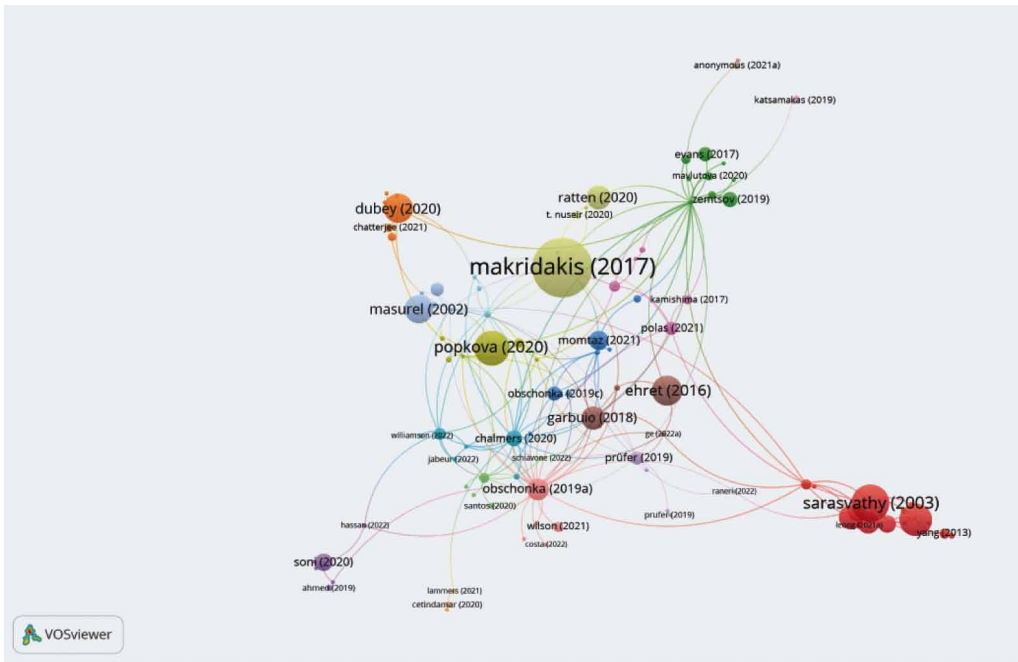 anonymous (2021a)
katsamakas (2019)
evans (2017)
maylutova (2020)
zemtsov (2019)
ratten (2020)
t. nuseir (2020)
dubey (2020)
chatterjee (2021)
makridakis (2017)
kamishima (2017)
masurel (2002)
polas (2021)
momtaz (2021)
popkova (2020)
obschonka (2019c)
ehret (2016)
garbuio (2018)
williamson (2022)
chalmers (2020)
ge (2022a)
jabeur (2022)
schiavone (2022)
prüfer (2019)
obschonka (2019a)
raneri (2022)
santos (2020)
sarasvathy (2003)
prufer (2019)
hassan (2022)
wilson (2021)
yang (2013)
costa (2022)
soni (2020)
ahmed (2019)
lammers (2021)
cetindamar (2020)
VOSviewer